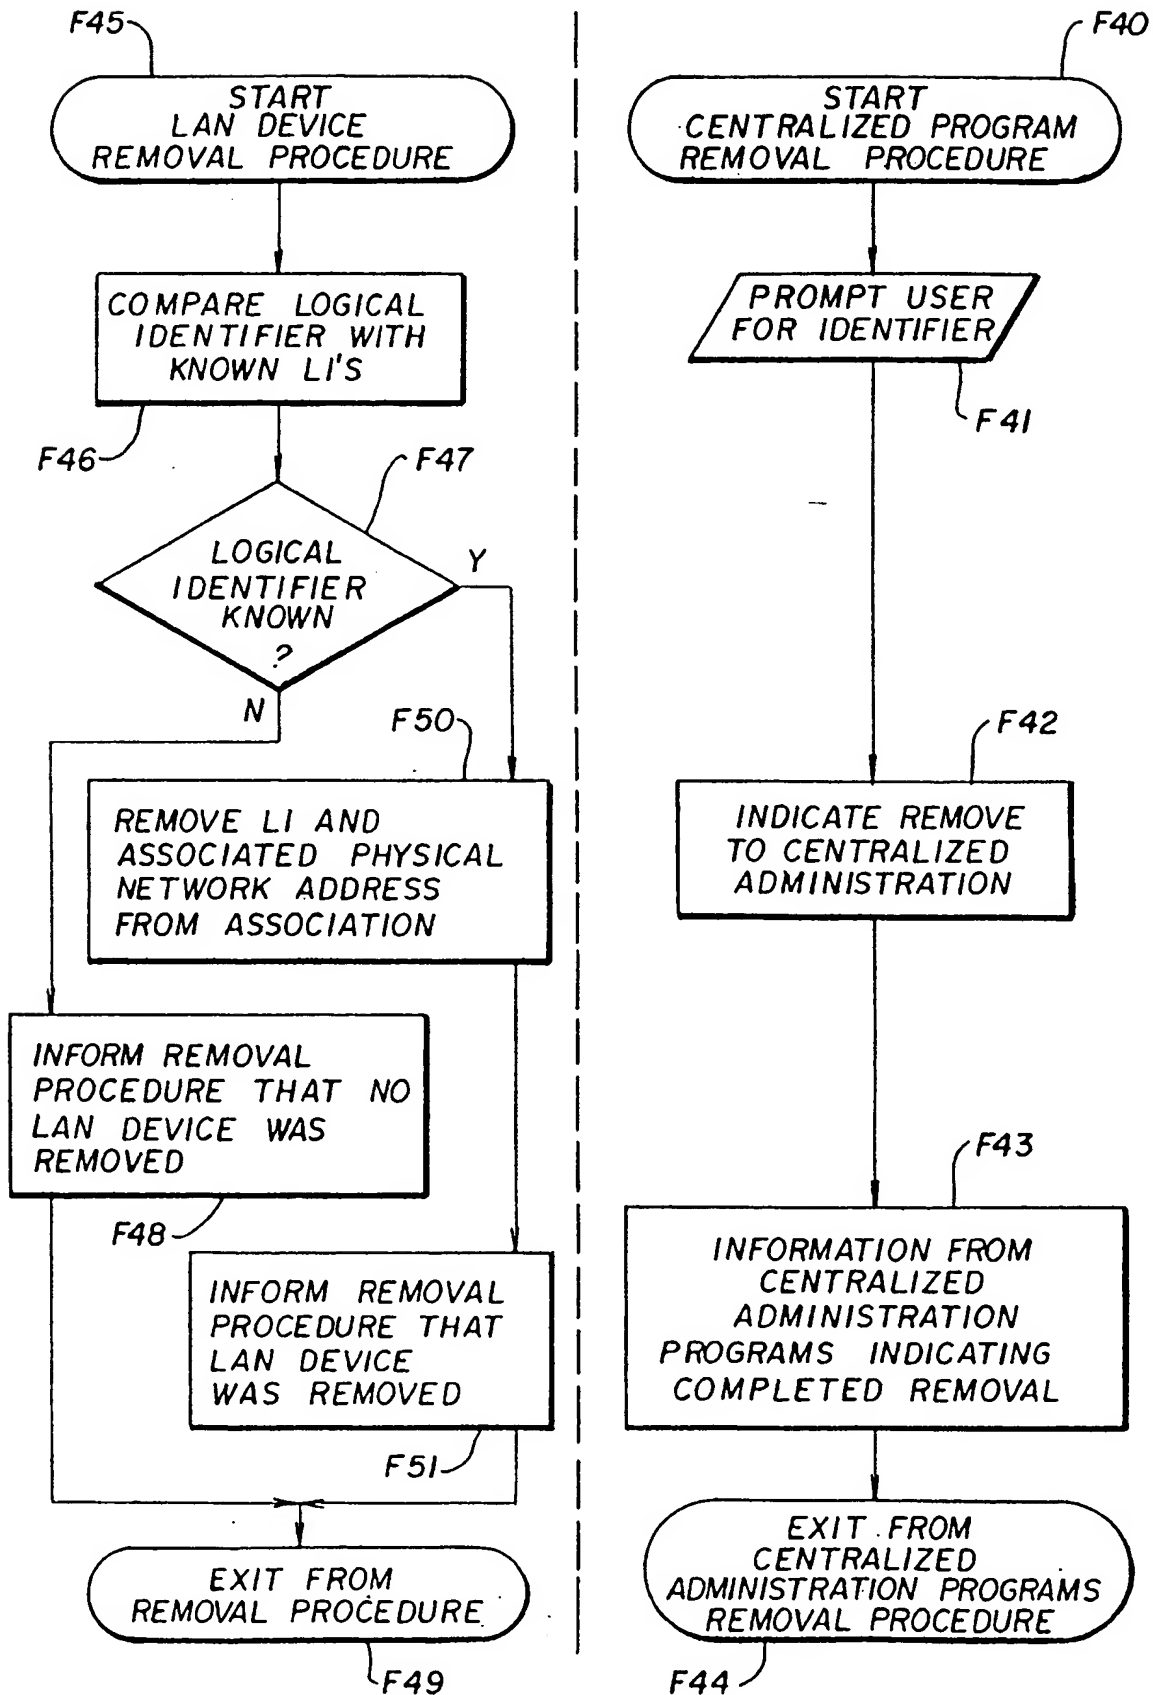 F45
START
LAN DEVICE
REMOVAL PROCEDURE
COMPARE LOGICAL
IDENTIFIER WITH
KNOWN LI'S
F46
F47
LOGICAL
IDENTIFIER
KNOWN
?
Y
N
F50
REMOVE LI AND
ASSOCIATED PHYSICAL
NETWORK ADDRESS
FROM ASSOCIATION
INFORM REMOVAL
PROCEDURE THAT NO
LAN DEVICE WAS
REMOVED
F48
INFORM REMOVAL
PROCEDURE THAT
LAN DEVICE
WAS REMOVED
F51
EXIT FROM
REMOVAL PROCEDURE
F49
F40
START
CENTRALIZED PROGRAM
REMOVAL PROCEDURE
PROMPT USER
FOR IDENTIFIER
F41
F42
INDICATE REMOVE
TO CENTRALIZED
ADMINISTRATION
F43
INFORMATION FROM
CENTRALIZED
ADMINISTRATION
PROGRAMS INDICATING
COMPLETED REMOVAL
EXIT FROM
CENTRALIZED
ADMINISTRATION PROGRAMS
REMOVAL PROCEDURE
F44